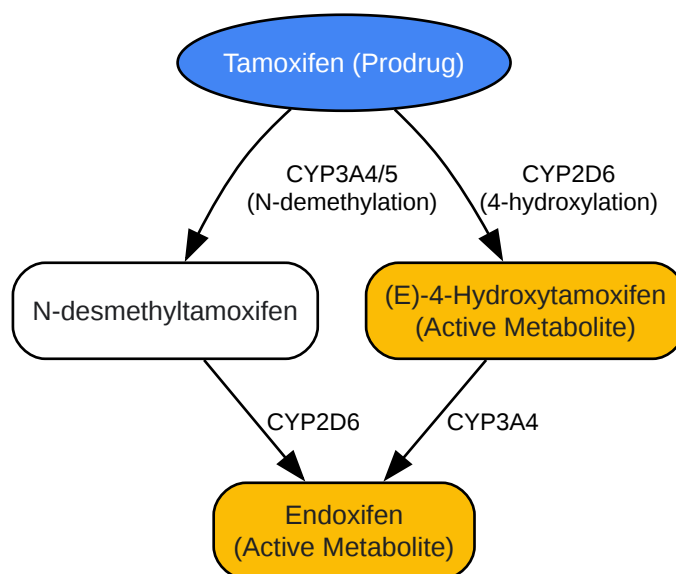 Tamoxifen (Prodrug)
CYP3A4/5
(N-demethylation)
CYP2D6
(4-hydroxylation)
N-desmethyltamoxifen
(E)-4-Hydroxytamoxifen
(Active Metabolite)
CYP2D6
CYP3A4
Endoxifen
(Active Metabolite)